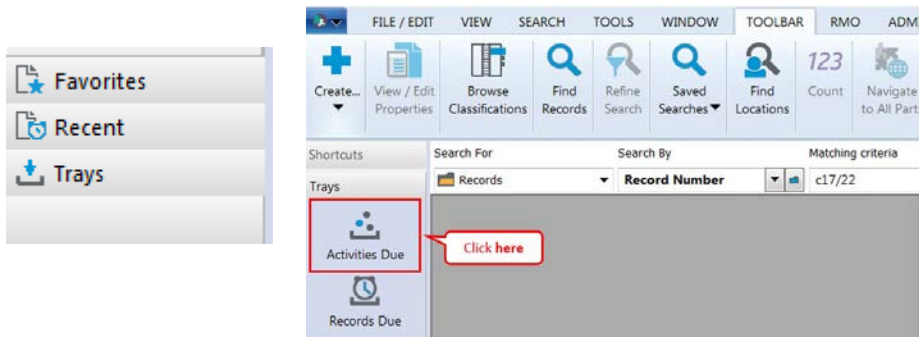 Favorites
Recent
Trays
FILE / EDIT VIEW SEARCH TOOLS WINDOW TOOLBAR RMO ADM
Create... View / Edit Browse Find Refine Saved Find 123 Navigate
Properties Classifications Records Search Searches Locations Count to All Part
Shortcuts Search For Search By Matching criteria
Trays Records Record Number c17/22
Activities Due
Click here
Records Due